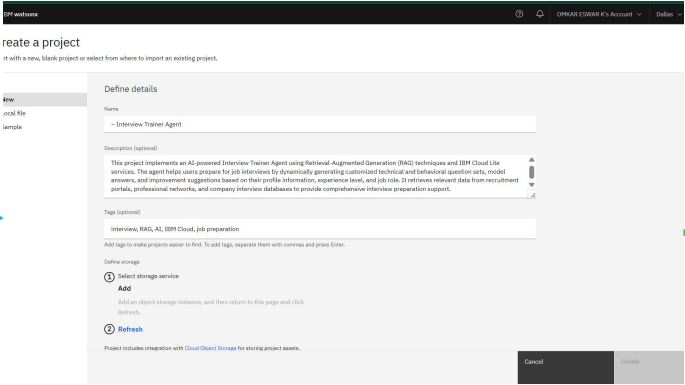 IBM watsonx
OMKAR ESWAR K's Account
Dallas
reate a project
rt with a new, blank project or select from where to import an existing project.
New
Local file
Sample
Define details
Name
– Interview Trainer Agent
Description (optional)
This project implements an AI-powered Interview Trainer Agent using Retrieval-Augmented Generation (RAG) techniques and IBM Cloud Lite
services. The agent helps users prepare for job interviews by dynamically generating customized technical and behavioral question sets, model
answers, and improvement suggestions based on their profile information, experience level, and job role. It retrieves relevant data from recruitment
portals, professional networks, and company interview databases to provide comprehensive interview preparation support.
Tags (optional)
interview, RAG, AI, IBM Cloud, job preparation
Add tags to make projects easier to find. To add tags, separate them with commas and press Enter.
Define storage
1 Select storage service
Add
Add an object storage instance, and then return to this page and click
Refresh.
2 Refresh
Project includes integration with Cloud Object Storage for storing project assets.
Cancel
Create